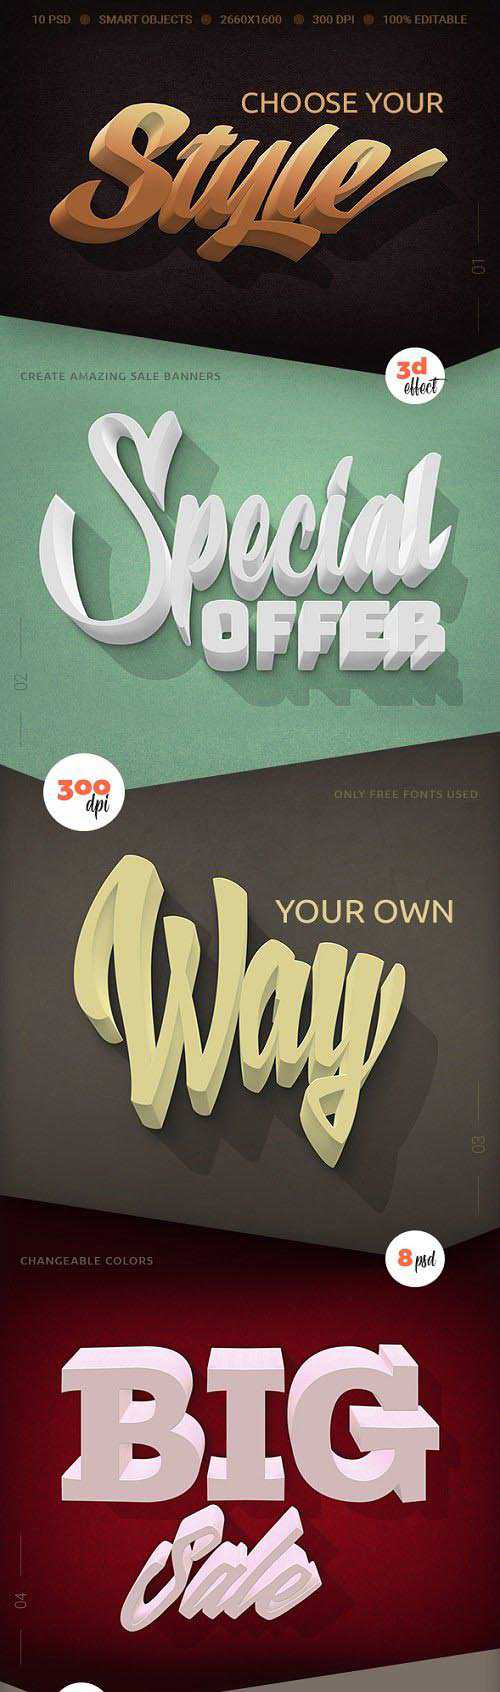 10 PSD SMART OBJECTS 2660X1600 300 DPI 100% EDITABLE
CHOOSE YOUR
Style
01
3d
effect
CREATE AMAZING SALE BANNERS
Special
OFFER
02
300
dpi
ONLY FREE FONTS USED
YOUR OWN
Way
03
8 psd
CHANGEABLE COLORS
BIG
Sale
04